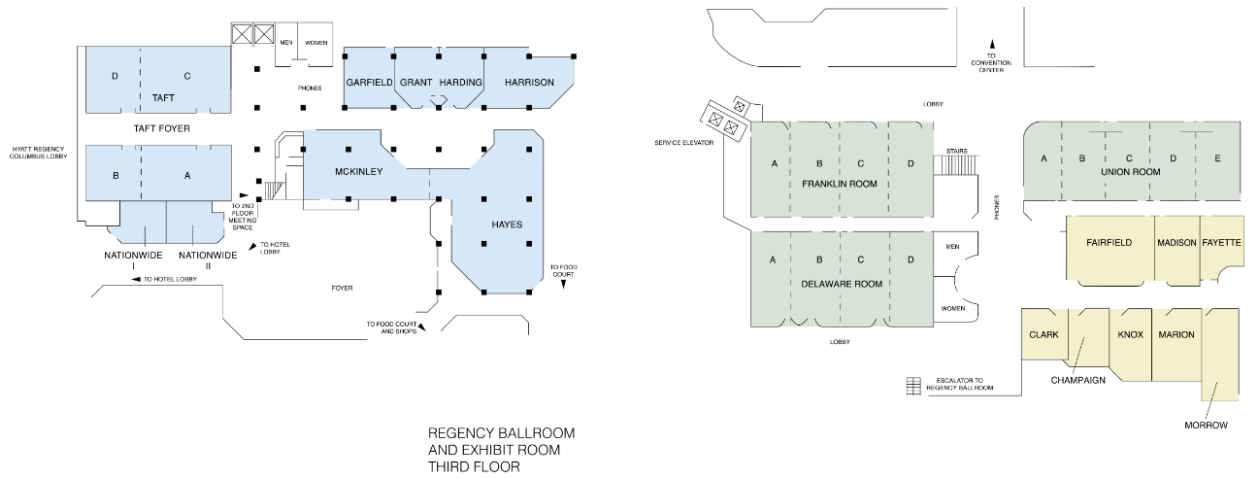 MEN
WOMEN
D
C
TAFT
GARFIELD
GRANT
HARDING
HARRISON
PHONES
TAFT FOYER
HYATT REGENCY
COLUMBUS LOBBY
B
A
MCKINLEY
HAYES
TO 2ND
FLOOR
MEETING
SPACE
NATIONWIDE
I
NATIONWIDE
II
TO HOTEL
LOBBY
TO HOTEL LOBBY
FOYER
TO FOOD
COURT
TO FOOD COURT
AND SHOPS
REGENCY BALLROOM
AND EXHIBIT ROOM
THIRD FLOOR
TO
CONVENTION
CENTER
LOBBY
SERVICE ELEVATOR
A
B
C
D
FRANKLIN ROOM
STAIRS
PHONES
A
B
C
D
E
UNION ROOM
A
B
C
D
DELAWARE ROOM
MEN
WOMEN
LOBBY
FAIRFIELD
MADISON
FAYETTE
CLARK
CHAMPAIGN
KNOX
MARION
MORROW
ESCALATOR TO
REGENCY BALLROOM